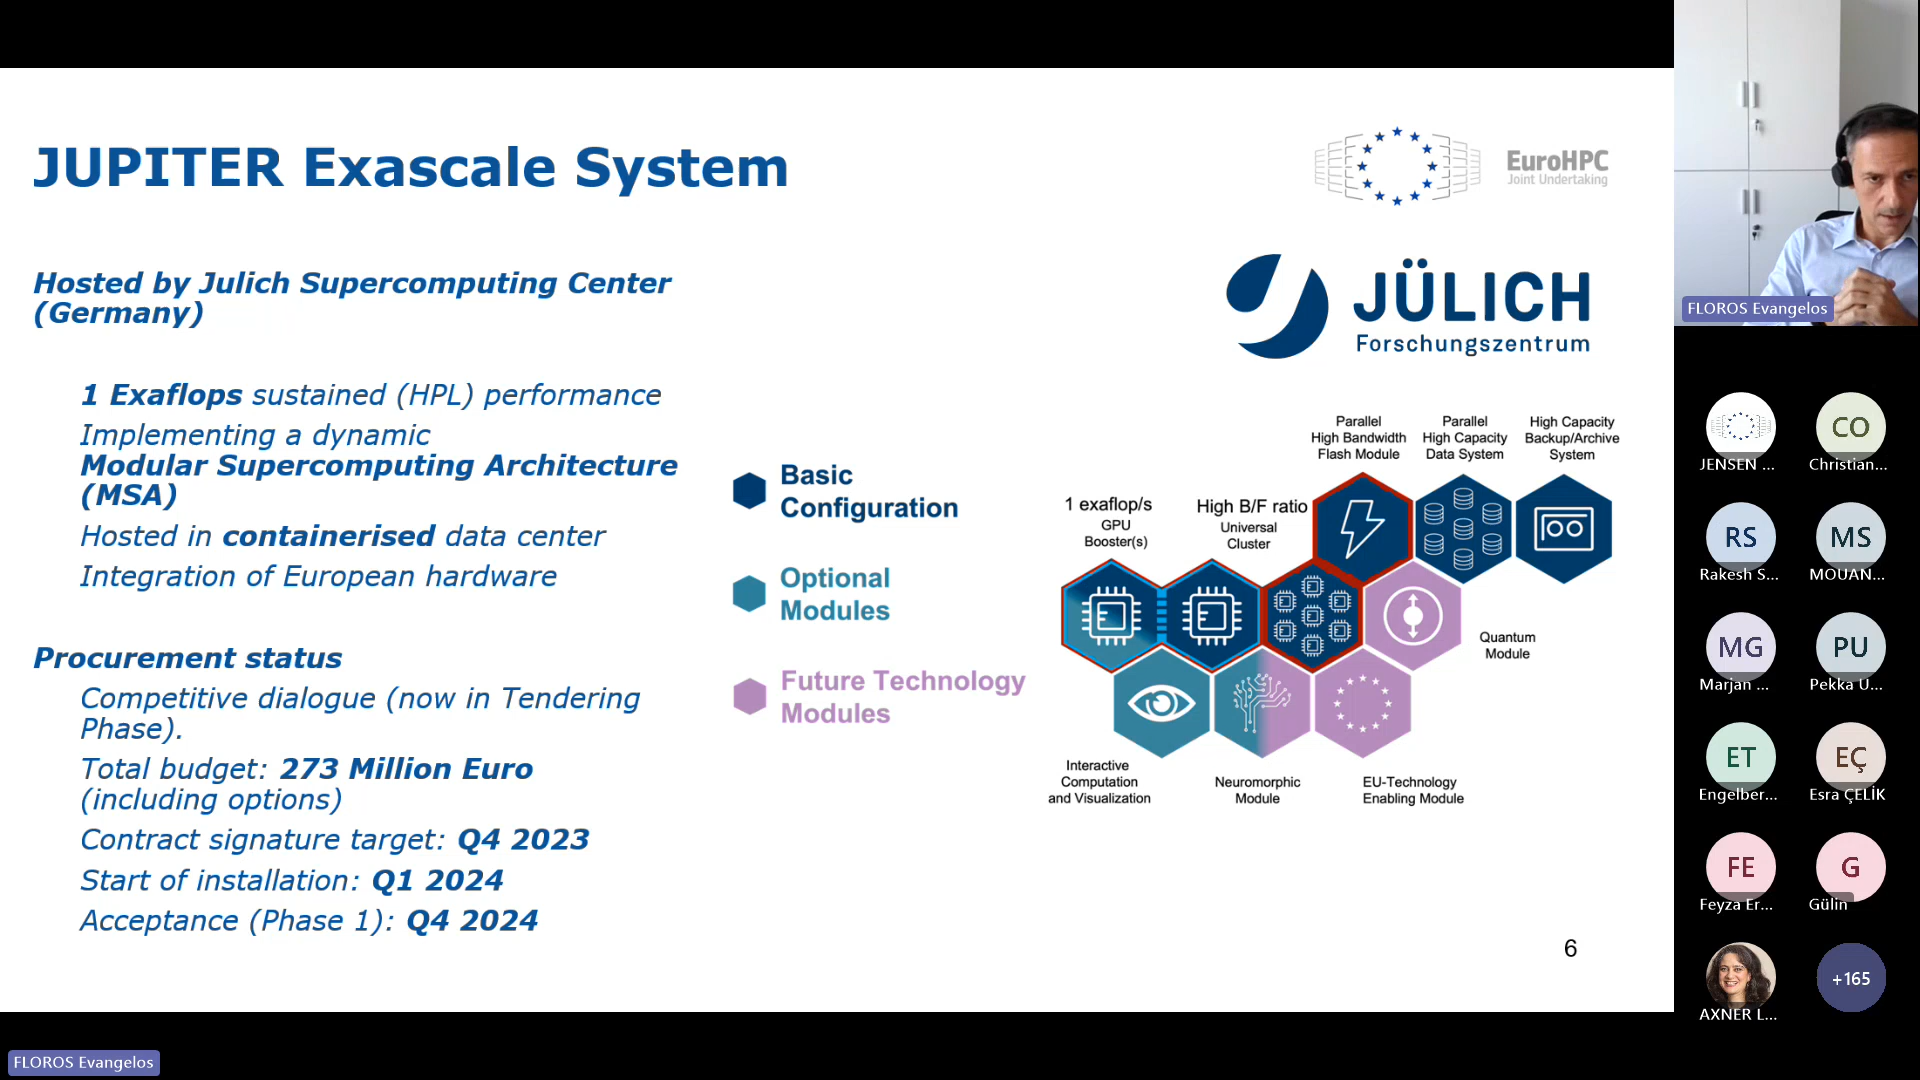 JUPITER Exascale System
EuroHPC
Joint Undertaking
JÜLICH
Forschungszentrum
Hosted by Julich Supercomputing Center
(Germany)
1 Exaflops sustained (HPL) performance
Implementing a dynamic
Modular Supercomputing Architecture
(MSA)
Hosted in containerised data center
Integration of European hardware
Procurement status
Competitive dialogue (now in Tendering
Phase).
Total budget: 273 Million Euro
(including options)
Contract signature target: Q4 2023
Start of installation: Q1 2024
Acceptance (Phase 1): Q4 2024
Basic
Configuration
Optional
Modules
Future Technology
Modules
Parallel
High Bandwidth
Flash Module
Parallel
High Capacity
Data System
High Capacity
Backup/Archive
System
1 exaflop/s
GPU
Booster(s)
High B/F ratio
Universal
Cluster
Quantum
Module
Interactive
Computation
and Visualization
Neuromorphic
Module
EU-Technology
Enabling Module
6
FLOROS Evangelos
JENSEN ...
CO
Christian...
RS
Rakesh S...
MS
MOUAN...
MG
Marjan ...
PU
Pekka U...
ET
Engelber...
EÇ
Esra ÇELİK
FE
Feyza Er...
G
Gülin
AXNER L...
+165
FLOROS Evangelos